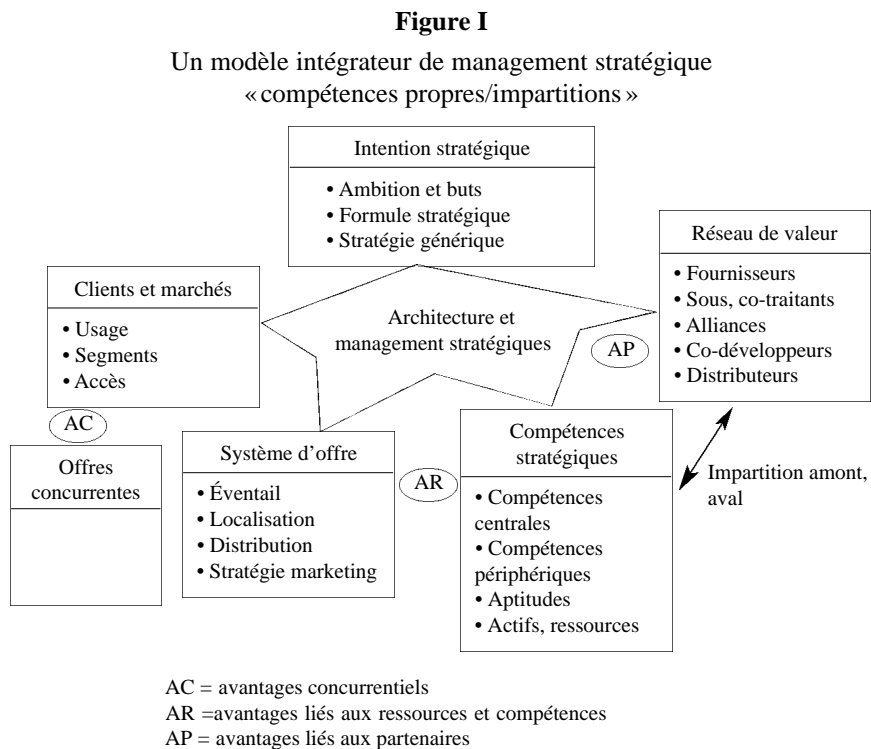 Figure I
Un modèle intégrateur de management stratégique
« compétences propres/impartitions »
Intention stratégique
• Ambition et buts
• Formule stratégique
• Stratégie générique
Réseau de valeur
• Fournisseurs
• Sous, co-traitants
• Alliances
• Co-développeurs
• Distributeurs
Clients et marchés
• Usage
• Segments
• Accès
Architecture et
management stratégiques
AP
AC
Offres
concurrentes
Système d’offre
• Éventail
• Localisation
• Distribution
• Stratégie marketing
AR
Compétences
stratégiques
• Compétences
centrales
• Compétences
périphériques
• Aptitudes
• Actifs, ressources
Impartition amont,
aval
AC = avantages concurrentiels
AR =avantages liés aux ressources et compétences
AP = avantages liés aux partenaires